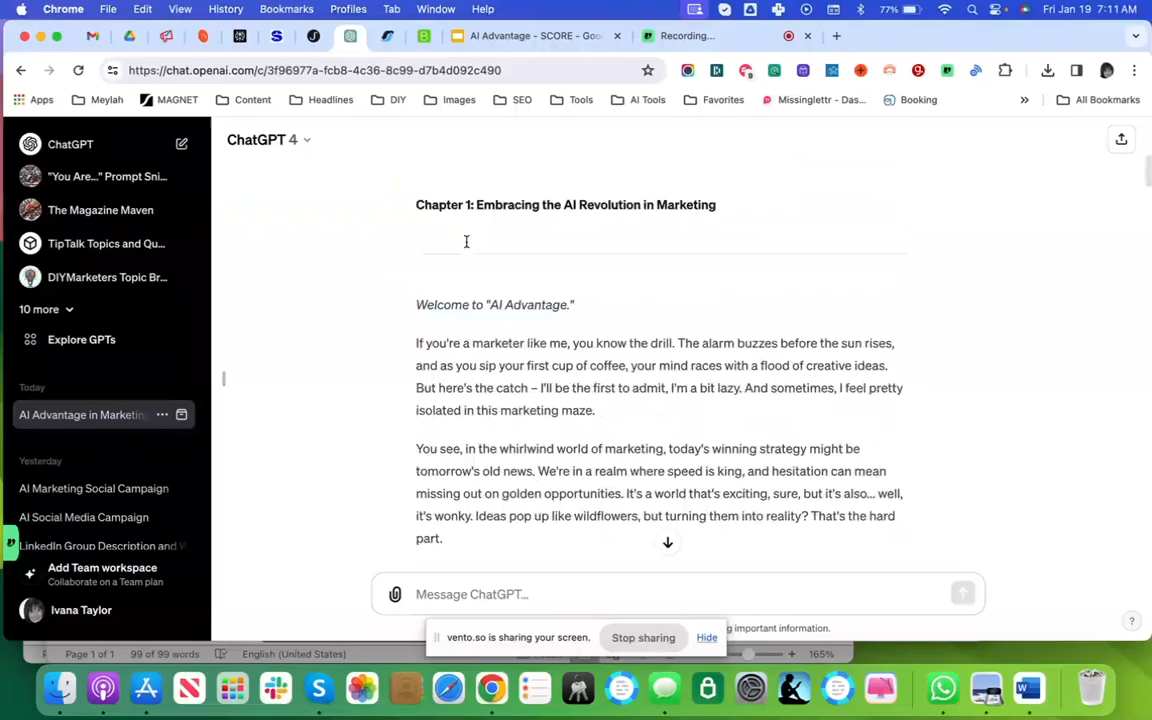 Chrome File Edit View History Bookmarks Profiles Tab Window Help 77% Fri Jan 19 7:11 AM
AI Advantage - SCORE - Goo Recording...
https://chat.openai.com/c/3f96977a-fcb8-4c36-8c99-d7b4d092c490
Apps Meylah MAGNET Content Headlines DIY Images SEO Tools AI Tools Favorites Missinglettr - Das... Booking » All Bookmarks
ChatGPT
"You Are..." Prompt Sni...
The Magazine Maven
TipTalk Topics and Qu...
DIYMarketers Topic Br...
10 more
Explore GPTs
Today
AI Advantage in Marketin
Yesterday
AI Marketing Social Campaign
AI Social Media Campaign
LinkedIn Group Description and
Add Team workspace
Collaborate on a Team plan
Ivana Taylor
ChatGPT 4
Chapter 1: Embracing the AI Revolution in Marketing
Welcome to "AI Advantage."
If you're a marketer like me, you know the drill. The alarm buzzes before the sun rises,
and as you sip your first cup of coffee, your mind races with a flood of creative ideas.
But here's the catch – I'll be the first to admit, I'm a bit lazy. And sometimes, I feel pretty
isolated in this marketing maze.
You see, in the whirlwind world of marketing, today's winning strategy might be
tomorrow's old news. We're in a realm where speed is king, and hesitation can mean
missing out on golden opportunities. It's a world that's exciting, sure, but it's also... well,
it's wonky. Ideas pop up like wildflowers, but turning them into reality? That's the hard
part.
Message ChatGPT...
important information.
?
vento.so is sharing your screen. Stop sharing Hide
Page 1 of 1 99 of 99 words English (United States) 165%